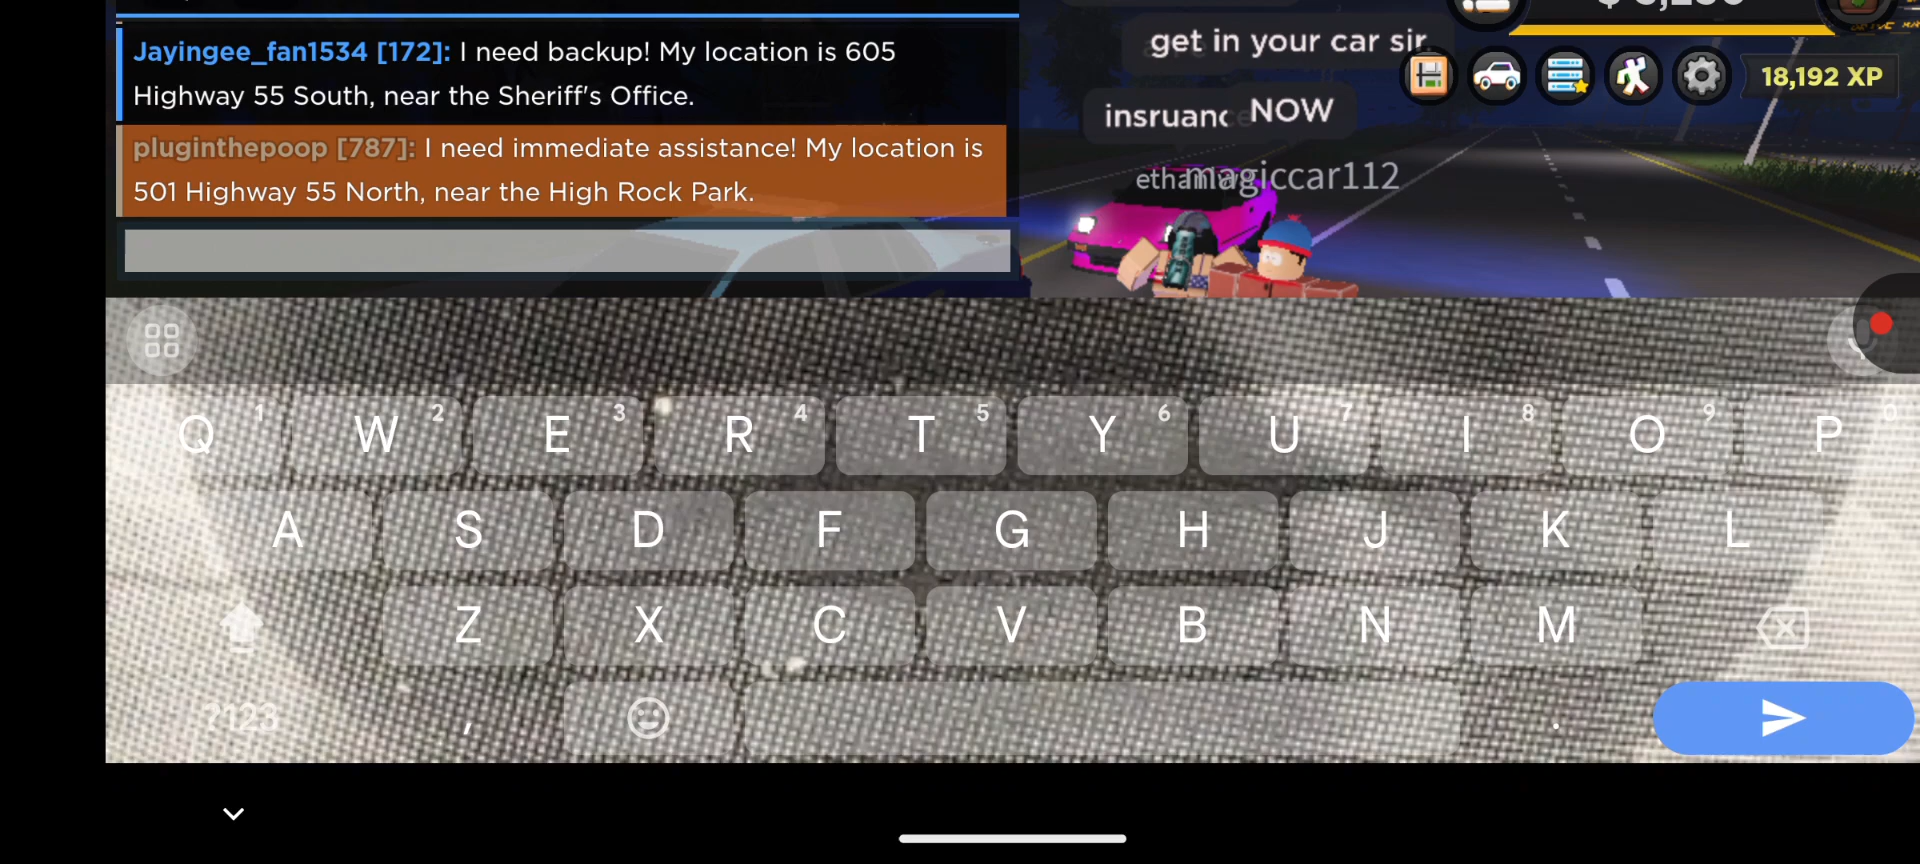 Jayingee_fan1534 [172]: I need backup! My location is 605
Highway 55 South, near the Sheriff's Office.
pluginthepoop [787]: I need immediate assistance! My location is
501 Highway 55 North, near the High Rock Park.
get in your car sir
NOW
magiccar112
18,192 XP
Q 1 W 2 E 3 R 4 T 5 Y 6 U 7 I 8 O 9 P 0
A S D F G H J K L
Z X C V B N M
?123 , .